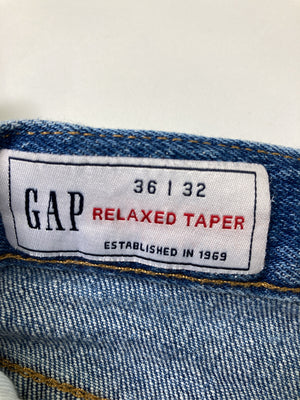 36 | 32
GAP RELAXED TAPER
ESTABLISHED IN 1969